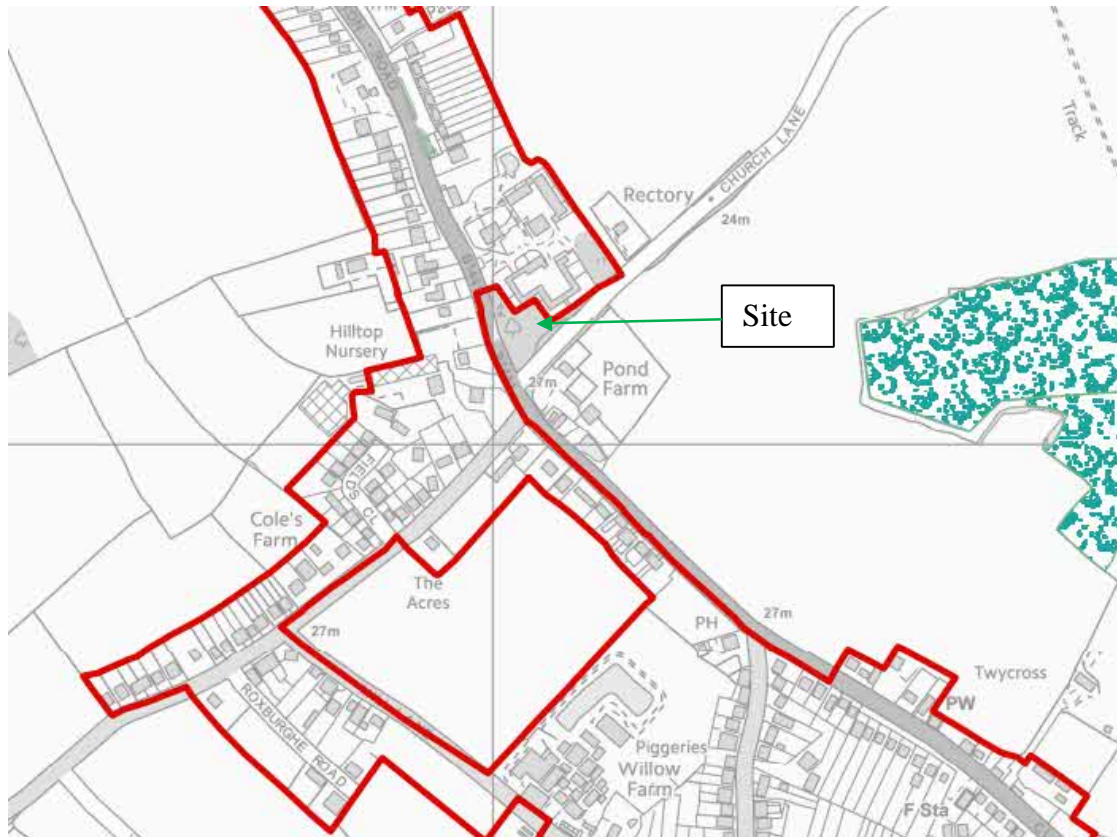 ROAD
Track
CHURCH LANE
Rectory
24m
Site
Hilltop
Nursery
27m
Pond
Farm
FIELDS CL
Cole's
Farm
The
Acres
27m
PH
27m
Twycross
PW
ROXBURGHE
ROAD
Piggeries
Willow
Farm
F Sta